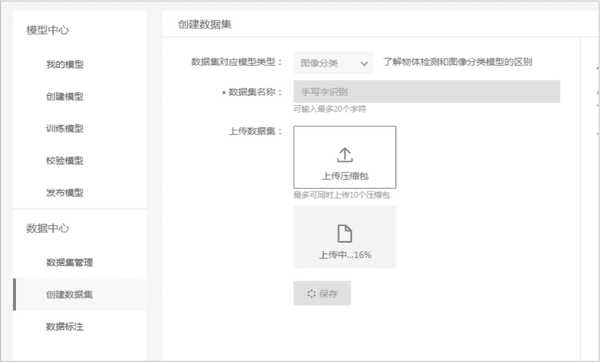 模型中心
我的模型
创建模型
训练模型
校验模型
发布模型
数据中心
数据集管理
创建数据集
数据标注
创建数据集
数据集对应模型类型： 图像分类 了解物体检测和图像分类模型的区别
* 数据集名称： 手写字识别
可输入最多20个字符
上传数据集：
上传压缩包
最多可同时上传10个压缩包
上传中...16%
保存